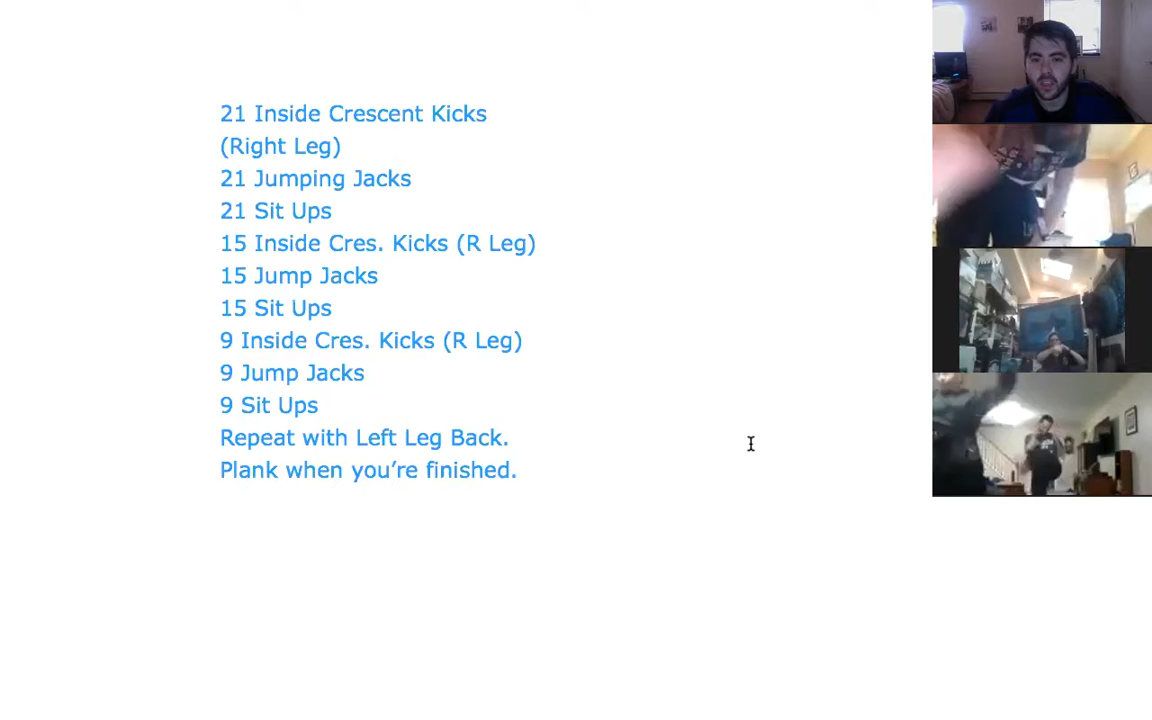 21 Inside Crescent Kicks
(Right Leg)
21 Jumping Jacks
21 Sit Ups
15 Inside Cres. Kicks (R Leg)
15 Jump Jacks
15 Sit Ups
9 Inside Cres. Kicks (R Leg)
9 Jump Jacks
9 Sit Ups
Repeat with Left Leg Back.
Plank when you’re finished.